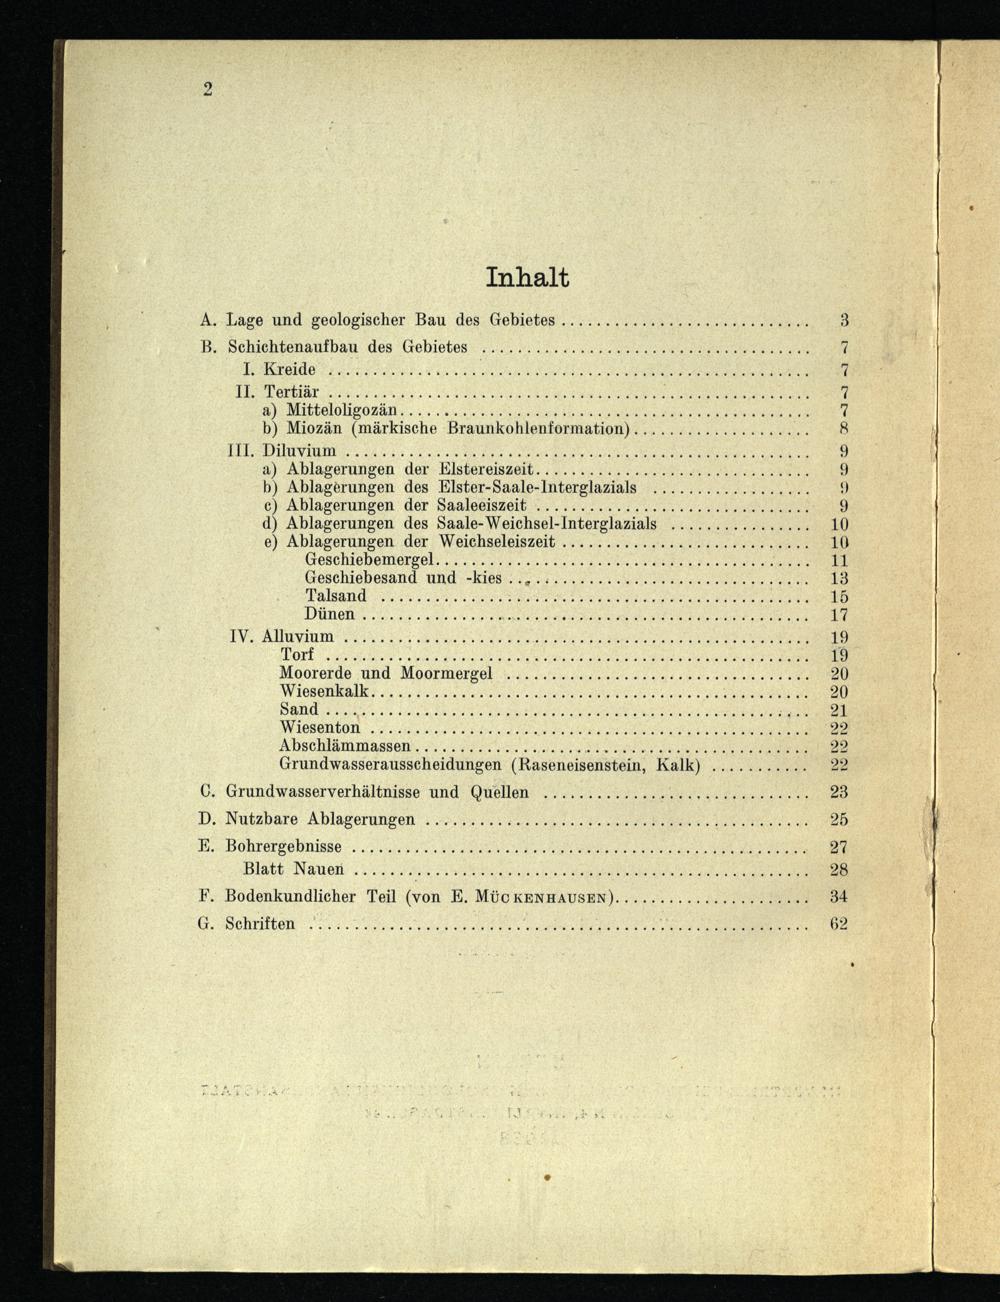 2
Inhalt
A. Lage und geologischer Bau des Gebietes ............................ 3
B. Schichtenaufbau des Gebietes ..................................... 7
I. Kreide ...................................................... 7
II. Tertiär ...................................................... 7
a) Mitteloligozän.............................................. 7
b) Miozän (märkische Braunkohlenformation).................... 8
III. Diluvium .................................................... 9
a) Ablagerungen der Elstereiszeit............................... 9
b) Ablagerungen des Elster-Saale-Interglazials .................. 9
c) Ablagerungen der Saaleeiszeit ............................... 9
d) Ablagerungen des Saale-Weichsel-Interglazials ................ 10
e) Ablagerungen der Weichseleiszeit ............................ 10
Geschiebemergel.......................................... 11
Geschiebesand und -kies .................................. 13
Talsand ................................................ 15
Dünen .................................................. 17
IV. Alluvium .................................................... 19
Torf ...................................................... 19
Moorerde und Moormergel .................................. 20
Wiesenkalk................................................. 20
Sand ...................................................... 21
Wiesenton ................................................. 22
Abschlämmassen............................................ 22
Grundwasserausscheidungen (Raseneisenstein, Kalk) ........... 22
C. Grundwasserverhältnisse und Quellen .............................. 23
D. Nutzbare Ablagerungen ........................................... 25
E. Bohrergebnisse ................................................... 27
Blatt Nauen ................................................... 28
F. Bodenkundlicher Teil (von E. MÜCKENHAUSEN)...................... 34
G. Schriften ........................................................ 62